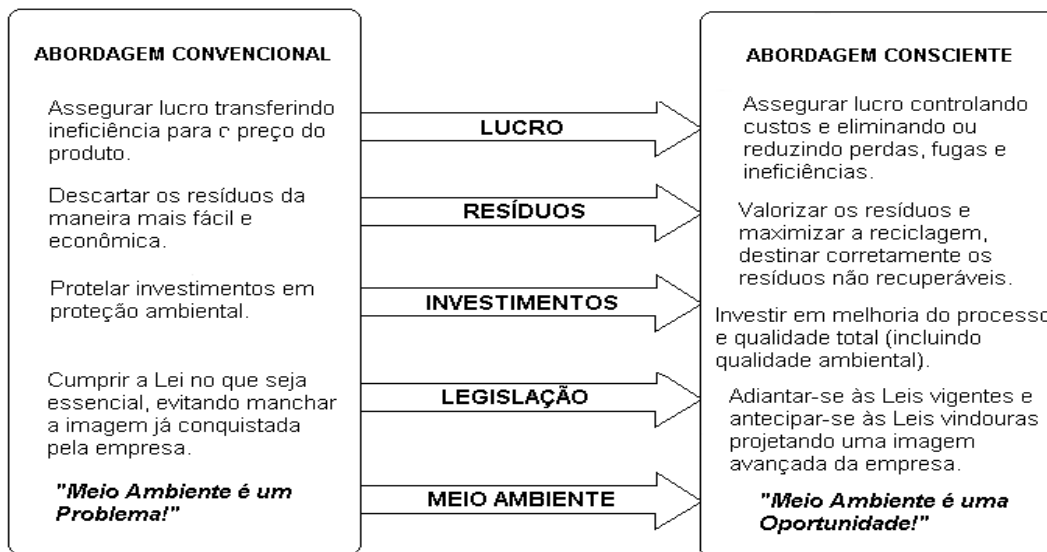 ABORDAGEM CONVENCIONAL
Assegurar lucro transferindo
ineficiência para o preço do
produto.
Descartar os resíduos da
maneira mais fácil e
econômica.
Protelar investimentos em
proteção ambiental.
Cumprir a Lei no que seja
essencial, evitando manchar
a imagem já conquistada
pela empresa.
"Meio Ambiente é um
Problema!"
LUCRO
RESÍDUOS
INVESTIMENTOS
LEGISLAÇÃO
MEIO AMBIENTE
ABORDAGEM CONSCIENTE
Assegurar lucro controlando
custos e eliminando ou
reduzindo perdas, fugas e
ineficiências.
Valorizar os resíduos e
maximizar a reciclagem,
destinar corretamente os
resíduos não recuperáveis.
Investir em melhoria do processo
e qualidade total (incluindo
qualidade ambiental).
Adiantar-se às Leis vigentes e
antecipar-se às Leis vindouras
projetando uma imagem
avançada da empresa.
"Meio Ambiente é uma
Oportunidade!"